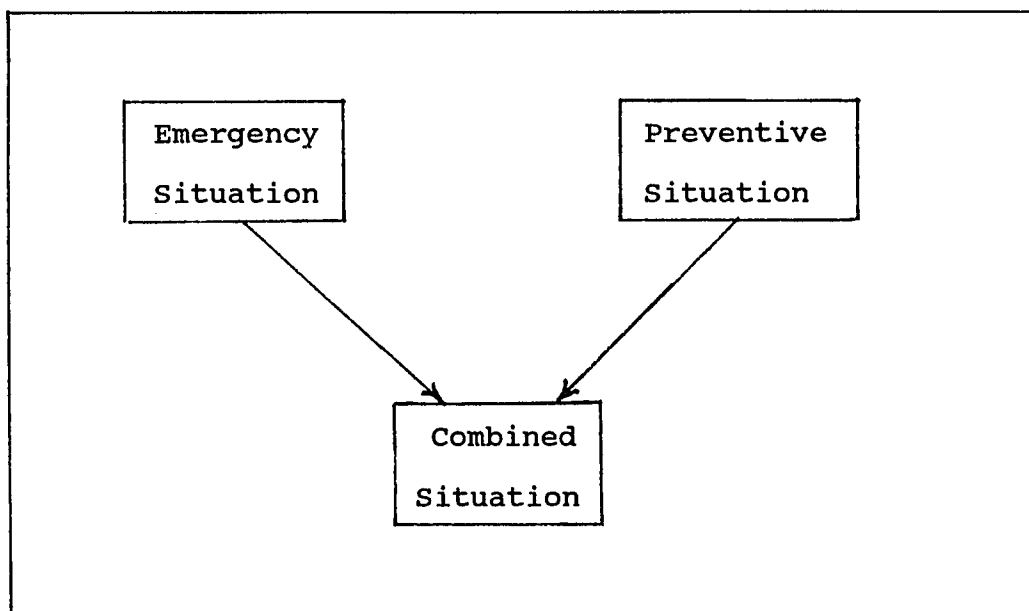 Emergency
Situation
Preventive
Situation
Combined
Situation